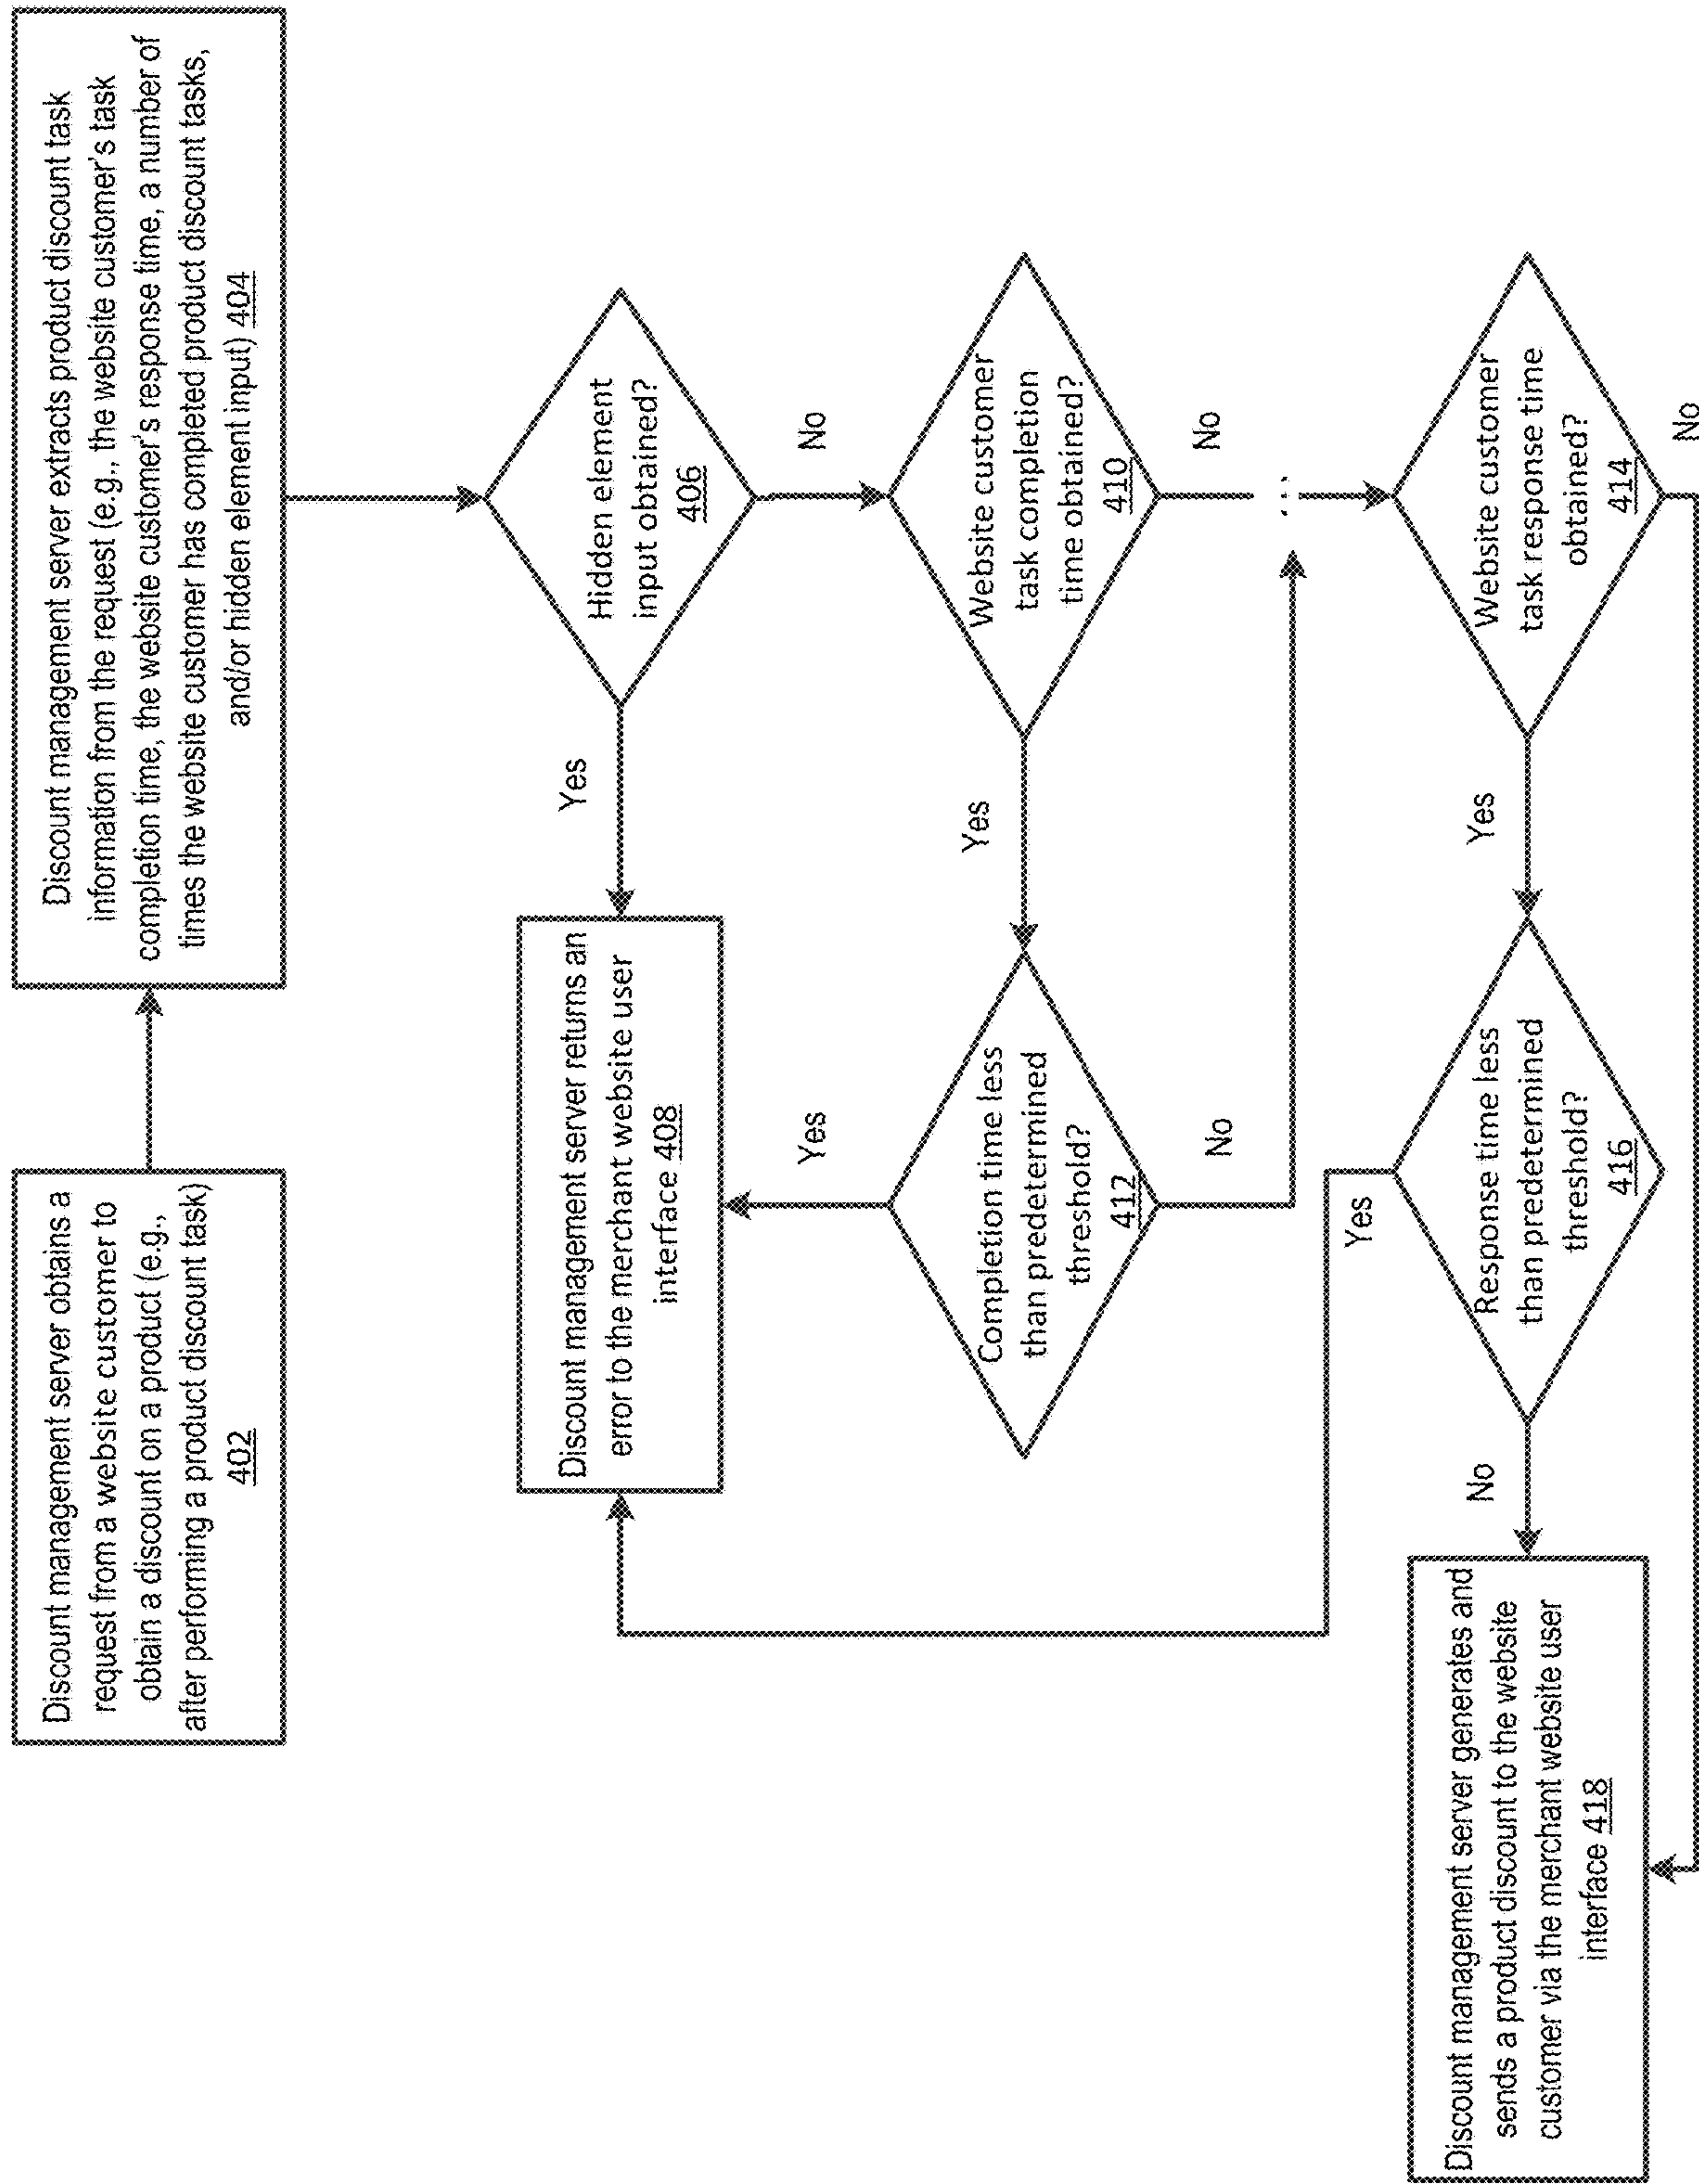 Discount management server obtains a
request from a website customer to
obtain a discount on a product (e.g.,
after performing a product discount task)
402
Discount management server extracts product discount task
information from the request (e.g., the website customer's task
completion time, the website customer's response time, a number of
times the website customer has completed product discount tasks,
and/or hidden element input) 404
Hidden element
input obtained?
406
Yes
No
Discount management server returns an
error to the merchant website user
interface 408
Website customer
task completion
time obtained?
410
Yes
No
...
Completion time less
than predetermined
threshold?
412
Yes
No
Website customer
task response time
obtained?
414
Yes
No
Response time less
than predetermined
threshold?
416
Yes
No
Discount management server generates and
sends a product discount to the website
customer via the merchant website user
interface 418